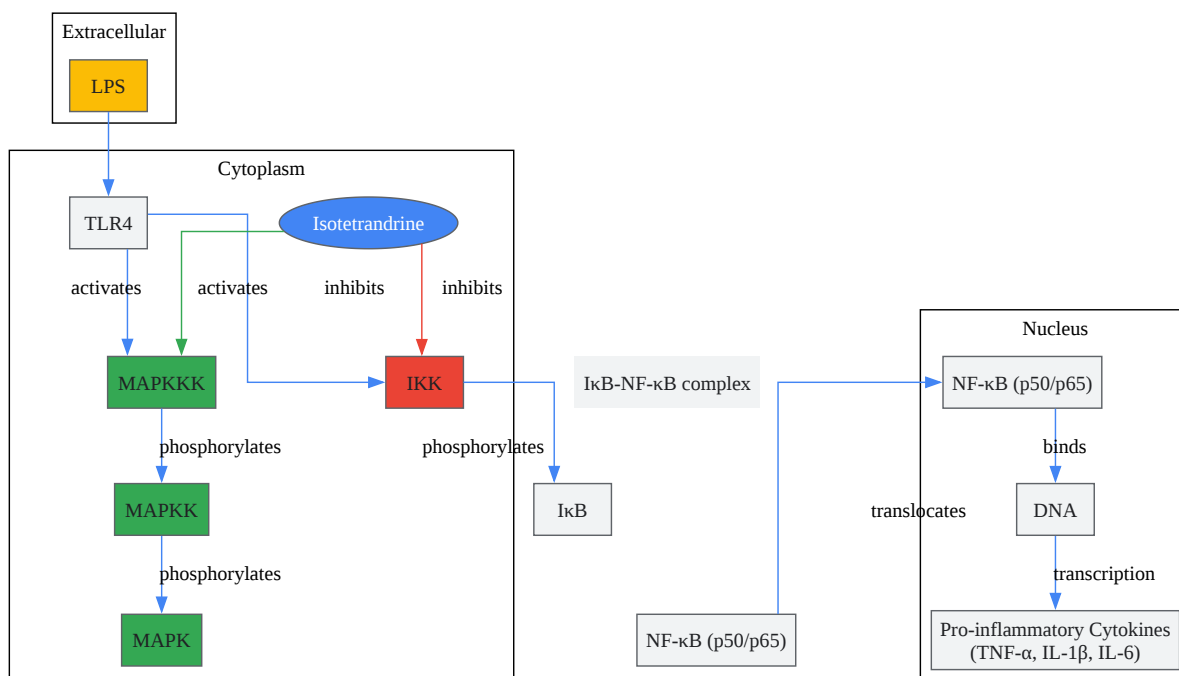 Extracellular
LPS
Cytoplasm
TLR4
Isotetrandrine
activates
activates
inhibits
inhibits
MAPKKK
IKK
IκB-NF-κB complex
phosphorylates
phosphorylates
MAPKK
IκB
phosphorylates
MAPK
NF-κB (p50/p65)
translocates
Nucleus
NF-κB (p50/p65)
binds
DNA
transcription
Pro-inflammatory Cytokines
(TNF-α, IL-1β, IL-6)